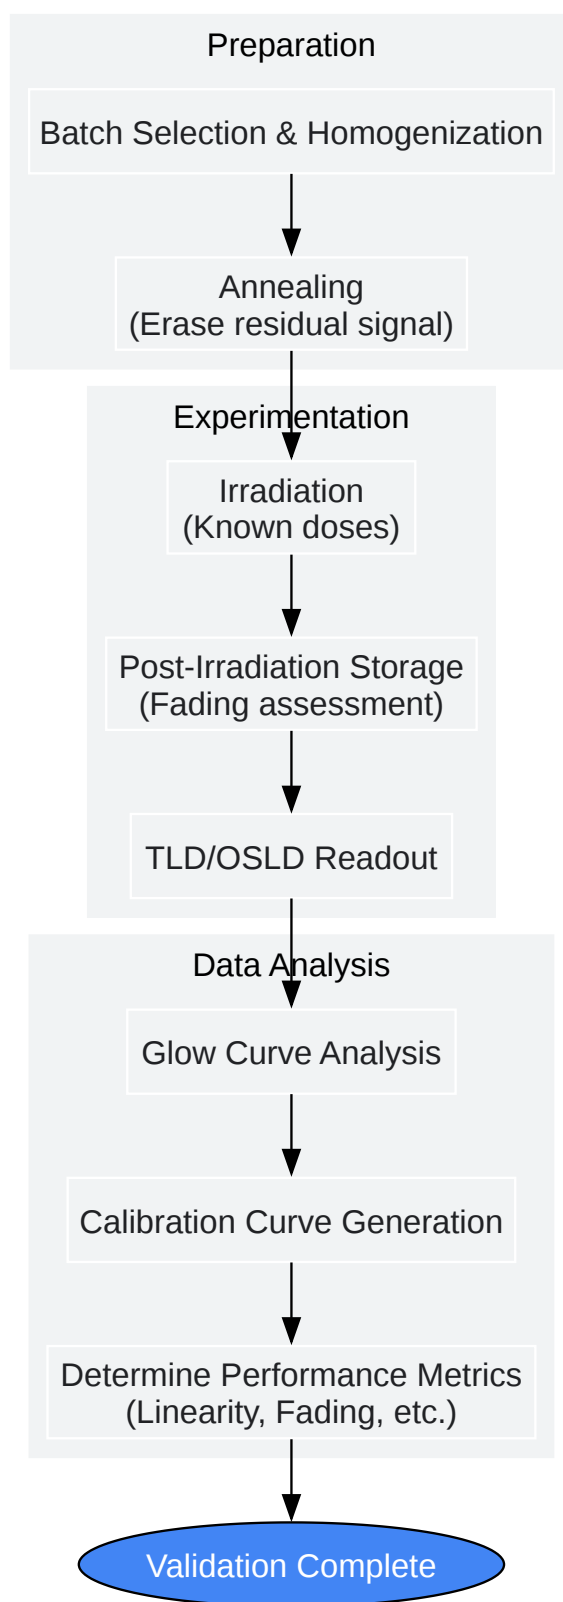 Preparation
Batch Selection & Homogenization
Annealing
(Erase residual signal)
Experimentation
Irradiation
(Known doses)
Post-Irradiation Storage
(Fading assessment)
TLD/OSLD Readout
Data Analysis
Glow Curve Analysis
Calibration Curve Generation
Determine Performance Metrics
(Linearity, Fading, etc.)
Validation Complete